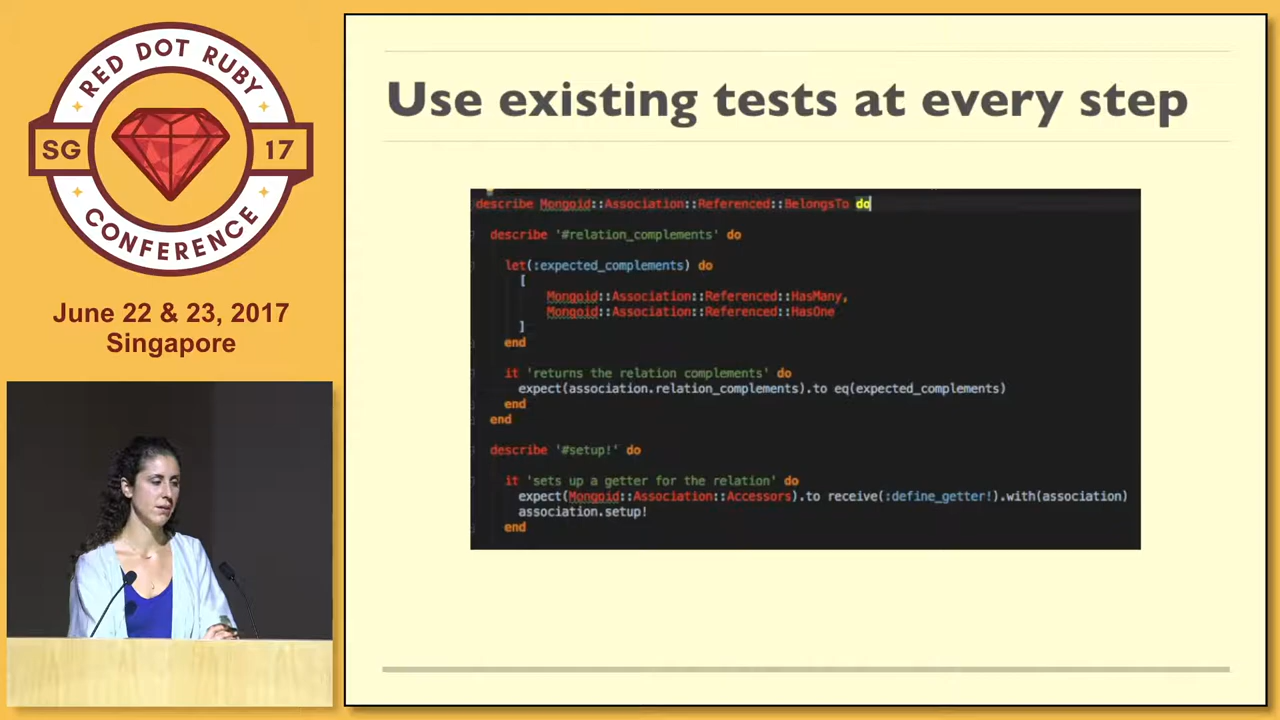 RED DOT RUBY
SG 17
CONFERENCE
June 22 & 23, 2017
Singapore
Use existing tests at every step
describe Mongoid::Association::Referenced::BelongsTo do
describe '#relation_complements' do
let(:expected_complements) do
[
Mongoid::Association::Referenced::HasMany,
Mongoid::Association::Referenced::HasOne
]
end
it 'returns the relation complements' do
expect(association.relation_complements).to eq(expected_complements)
end
end
describe '#setup!' do
it 'sets up a getter for the relation' do
expect(Mongoid::Association::Accessors).to receive(:define_getter!).with(association)
association.setup!
end